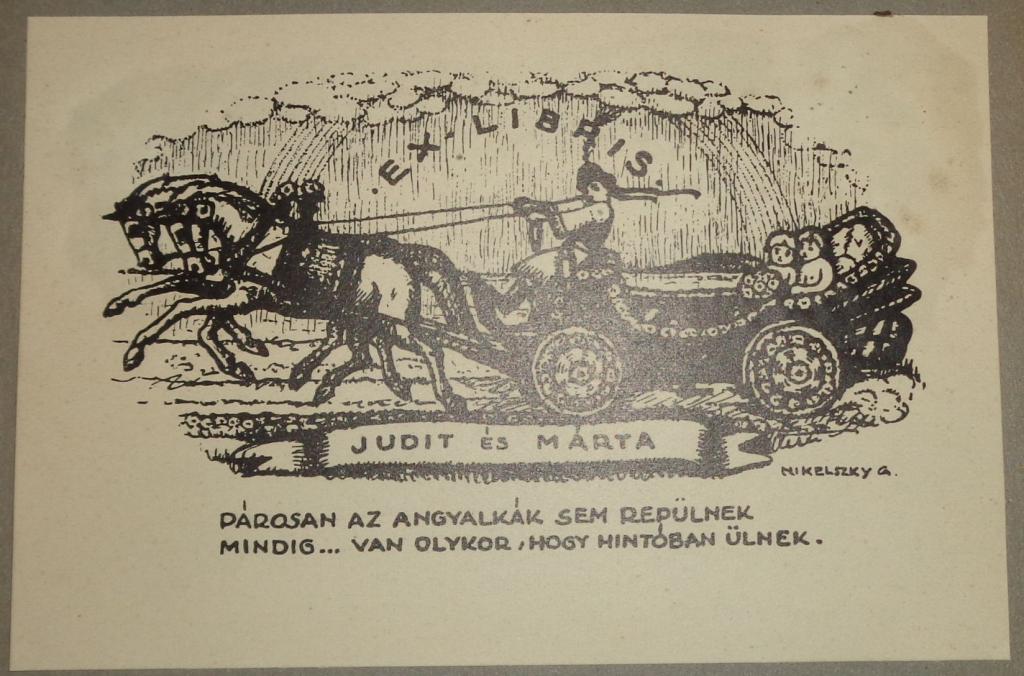 ·EX·LIBRIS·
JUDIT ÉS MÁRTA
NIKELSZKY G.
PÁROSAN AZ ANGYALKÁK SEM REPÜLNEK
MINDIG... VAN OLYKOR, HOGY HINTÓBAN ÜLNEK.